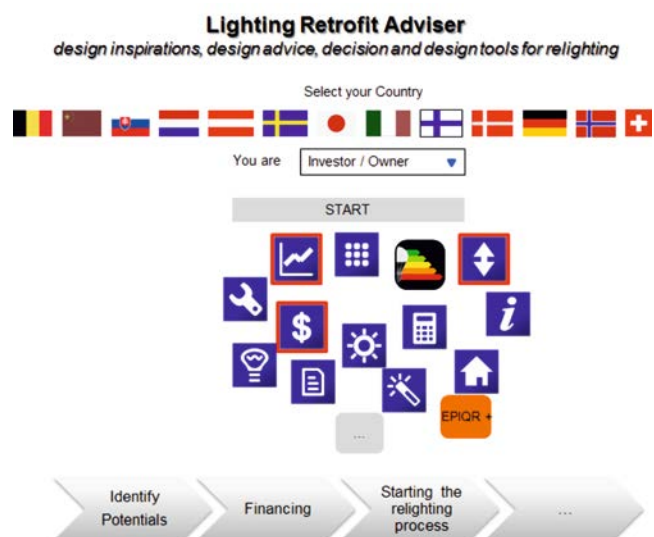 Lighting Retrofit Adviser
design inspirations, design advice, decision and design tools for relighting
Select your Country
You are
Investor / Owner
START
$
i
EPIQR +
...
Identify
Potentials
Financing
Starting the
relighting
process
...